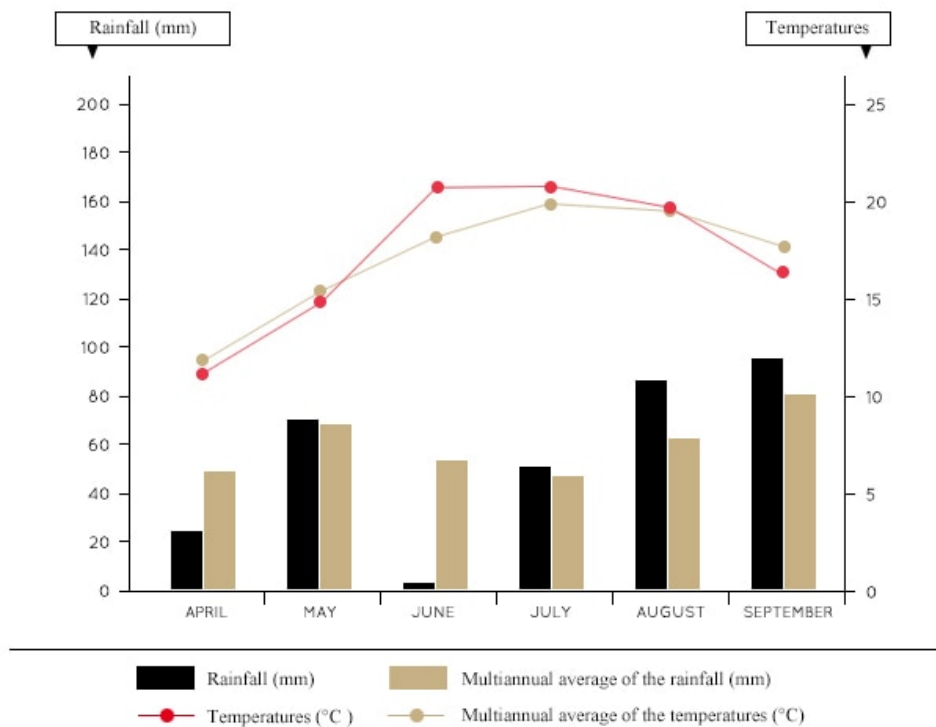 Rainfall (mm)
Temperatures
200
180
160
140
120
100
80
60
40
20
0
25
20
15
10
5
0
APRIL
MAY
JUNE
JULY
AUGUST
SEPTEMBER
Rainfall (mm)
Multiannual average of the rainfall (mm)
Temperatures (°C )
Multiannual average of the temperatures (°C)